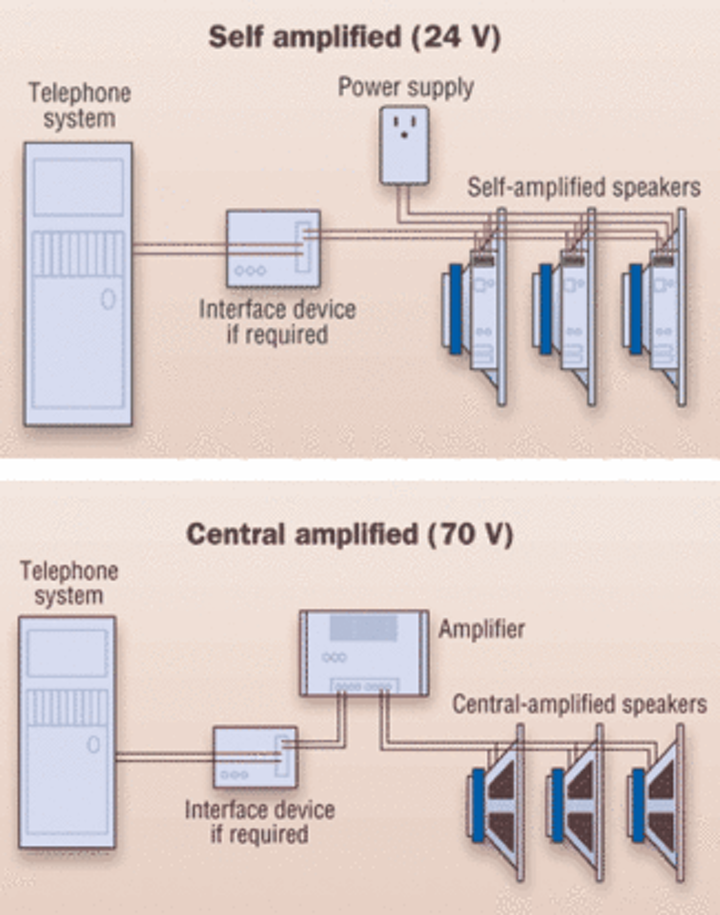 Self amplified (24 V)
Telephone
system
Power supply
Self-amplified speakers
Interface device
if required
Central amplified (70 V)
Telephone
system
Amplifier
Central-amplified speakers
Interface device
if required